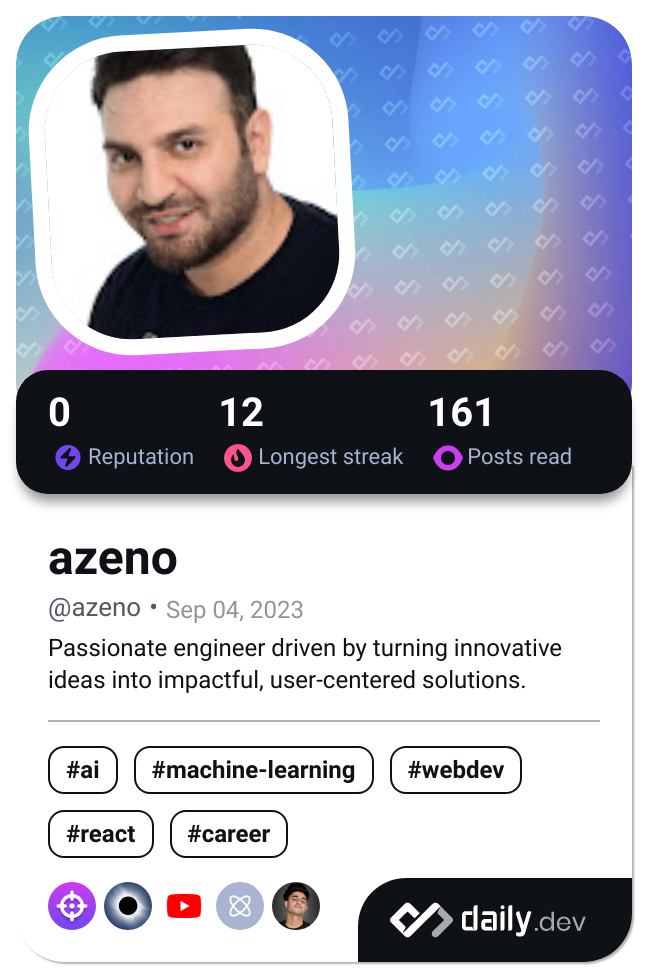 0 12 161
Reputation Longest streak Posts read
azeno
@azeno • Sep 04, 2023
Passionate engineer driven by turning innovative
ideas into impactful, user-centered solutions.
#ai #machine-learning #webdev
#react #career
daily.dev